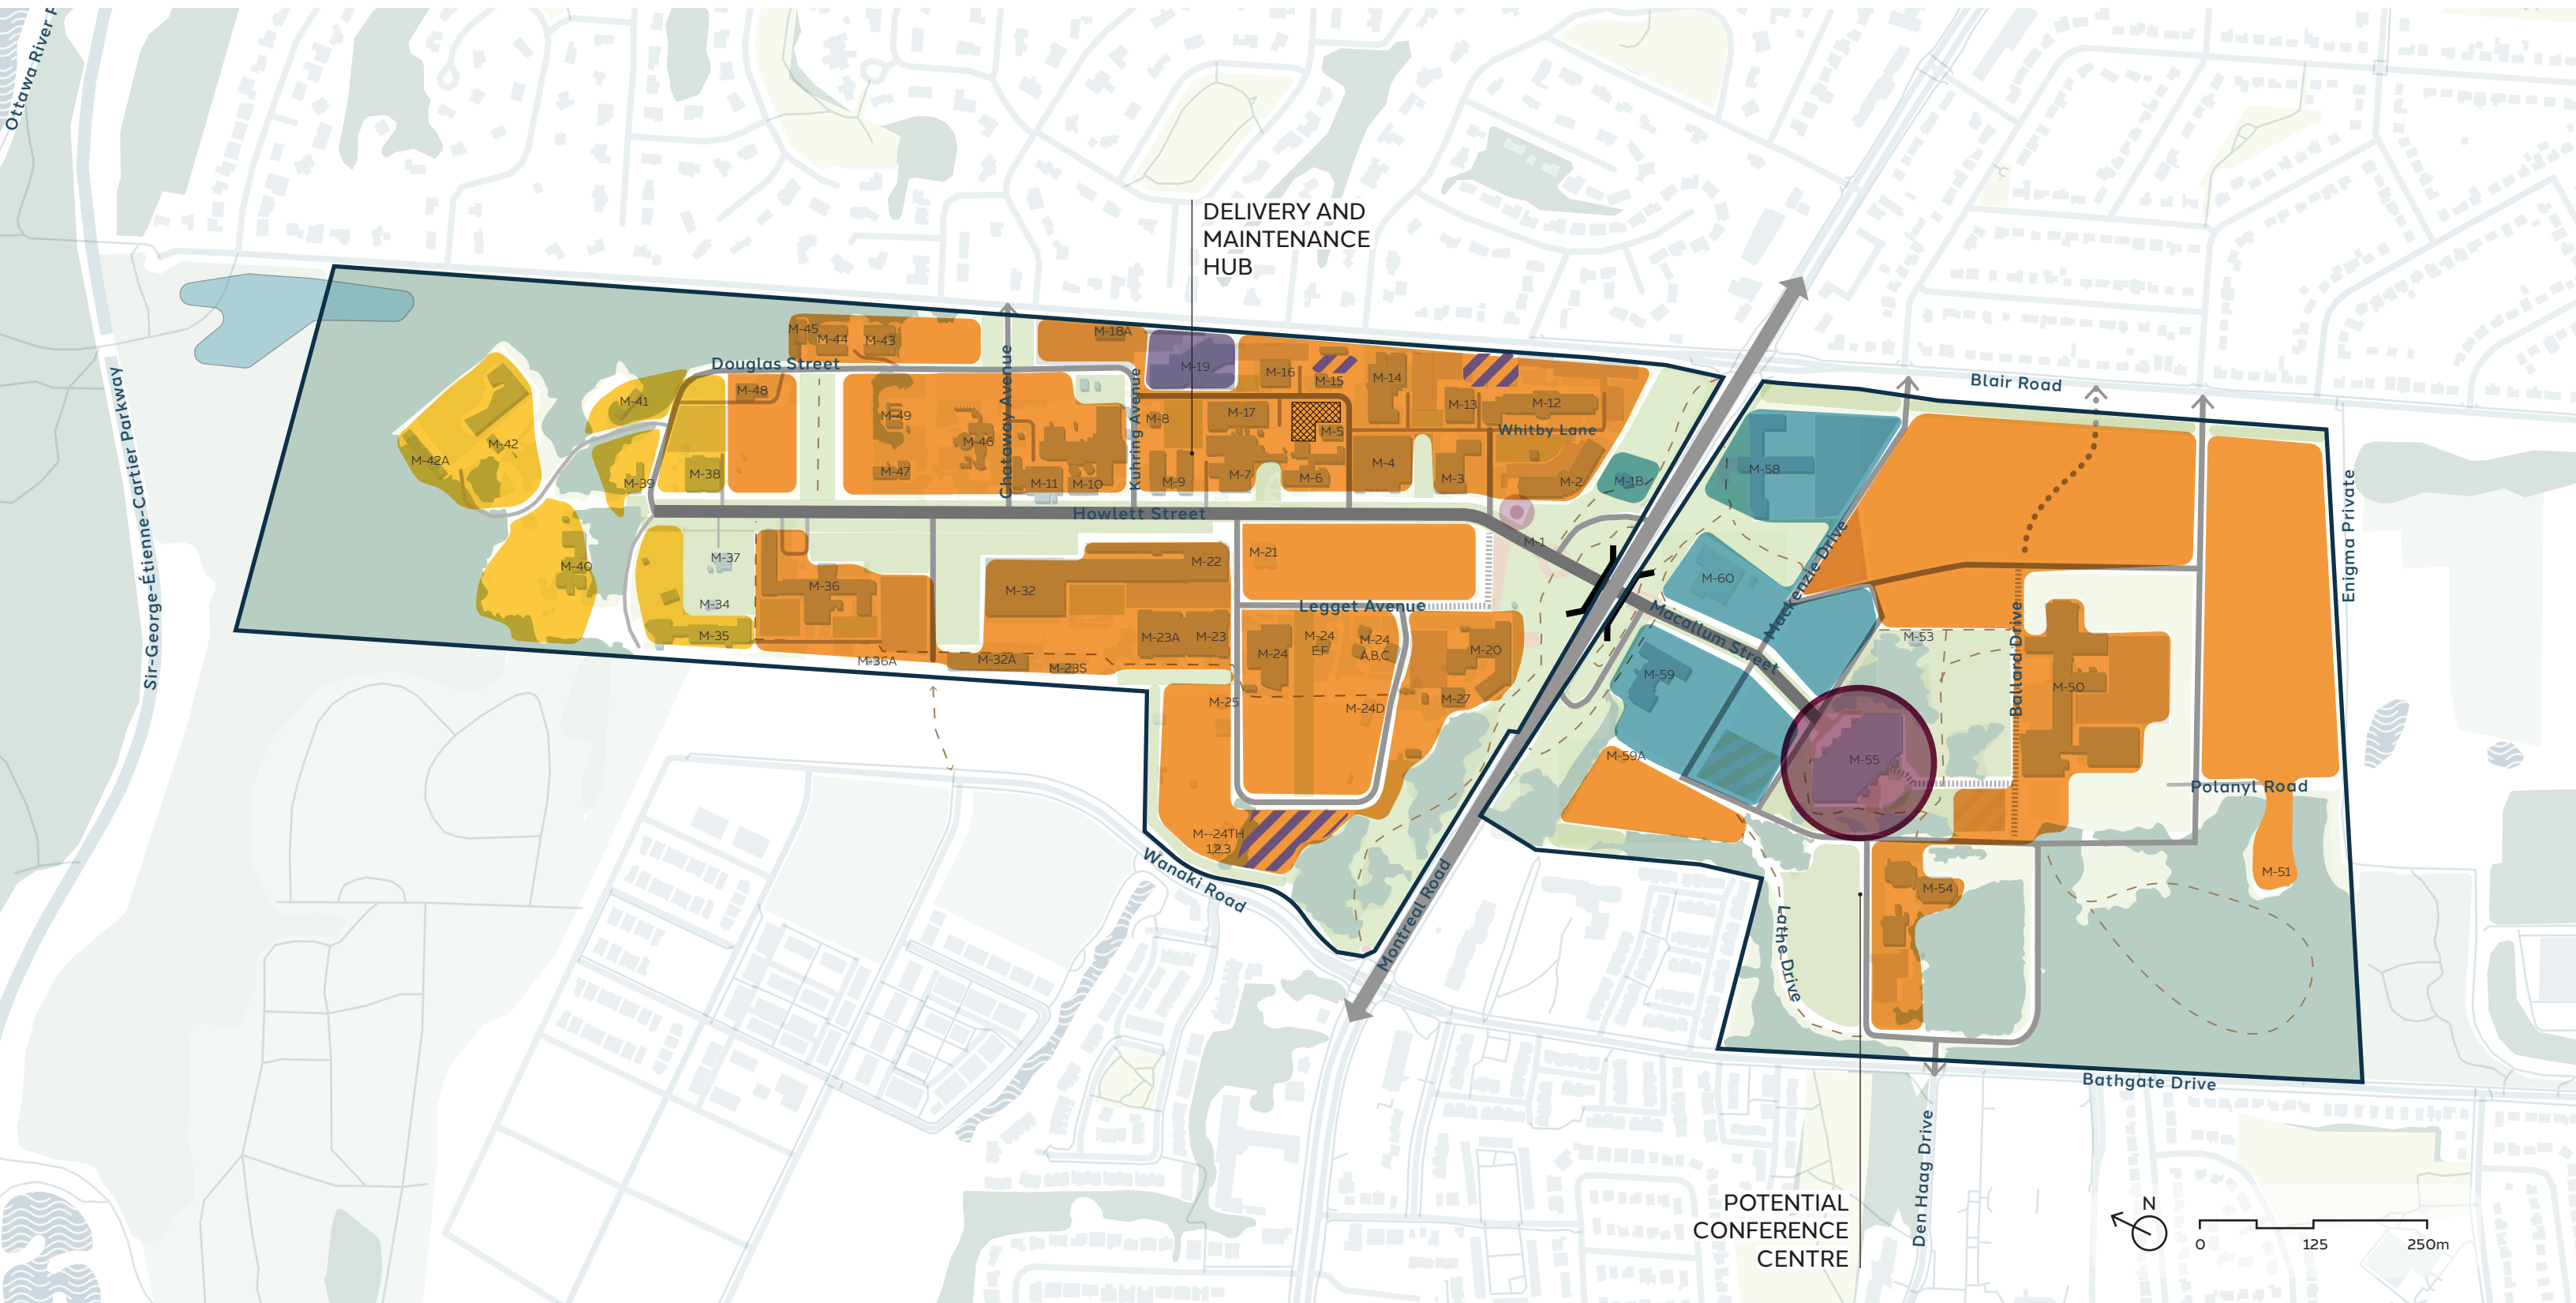 Ottawa River P
Sir-George-Étienne-Cartier Parkway
DELIVERY AND
MAINTENANCE
HUB
Douglas Street
Chataway Avenue
Kuhring Avenue
Whitby Lane
Howlett Street
Legget Avenue
Blair Road
Enigma Private
Mackenzie Drive
Macallum Street
Ballard Drive
Polanyl Road
Montreal Road
Wanaki Road
Lathe Drive
Bathgate Drive
Den Haag Drive
M-45
M-44
M-43
M-18A
M-19
M-16
M-15
M-14
M-13
M-12
M-41
M-48
M-49
M-46
M-47
M-8
M-17
M-5
M-42
M-42A
M-39
M-38
M-11
M-10
M-9
M-7
M-6
M-4
M-3
M-2
M-1B
M-58
M-40
M-37
M-34
M-35
M-36
M-36A
M-32
M-32A
M-22
M-21
M-23A
M-23
M-23S
M-24
M-24
E,F
M-24
A,B,C
M-20
M-27
M-25
M-24D
M--24TH
1,2,3
M-1
M-60
M-59
M-59A
M-53
M-50
M-55
M-54
M-51
POTENTIAL
CONFERENCE
CENTRE
N
0
125
250m